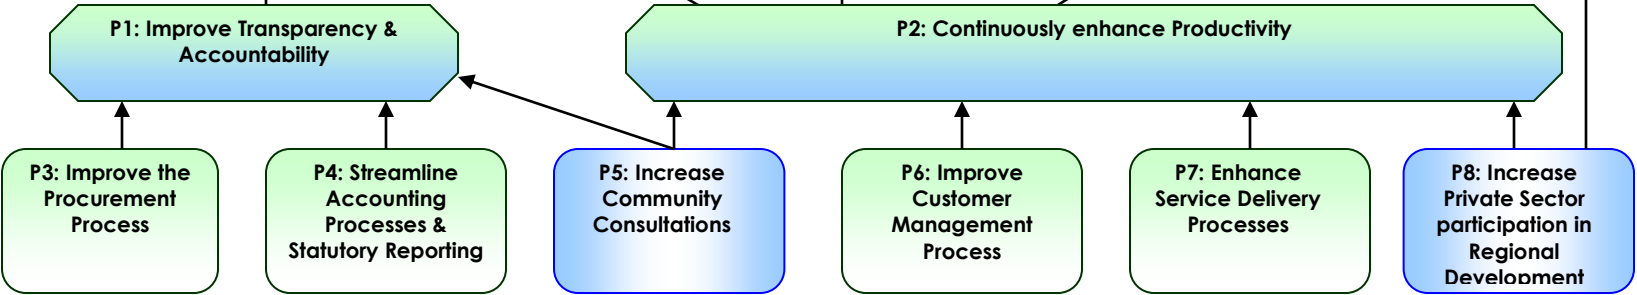 P1: Improve Transparency &
Accountability
P2: Continuously enhance Productivity
P3: Improve the
Procurement
Process
P4: Streamline
Accounting
Processes &
Statutory Reporting
P5: Increase
Community
Consultations
P6: Improve
Customer
Management
Process
P7: Enhance
Service Delivery
Processes
P8: Increase
Private Sector
participation in
Regional
Development